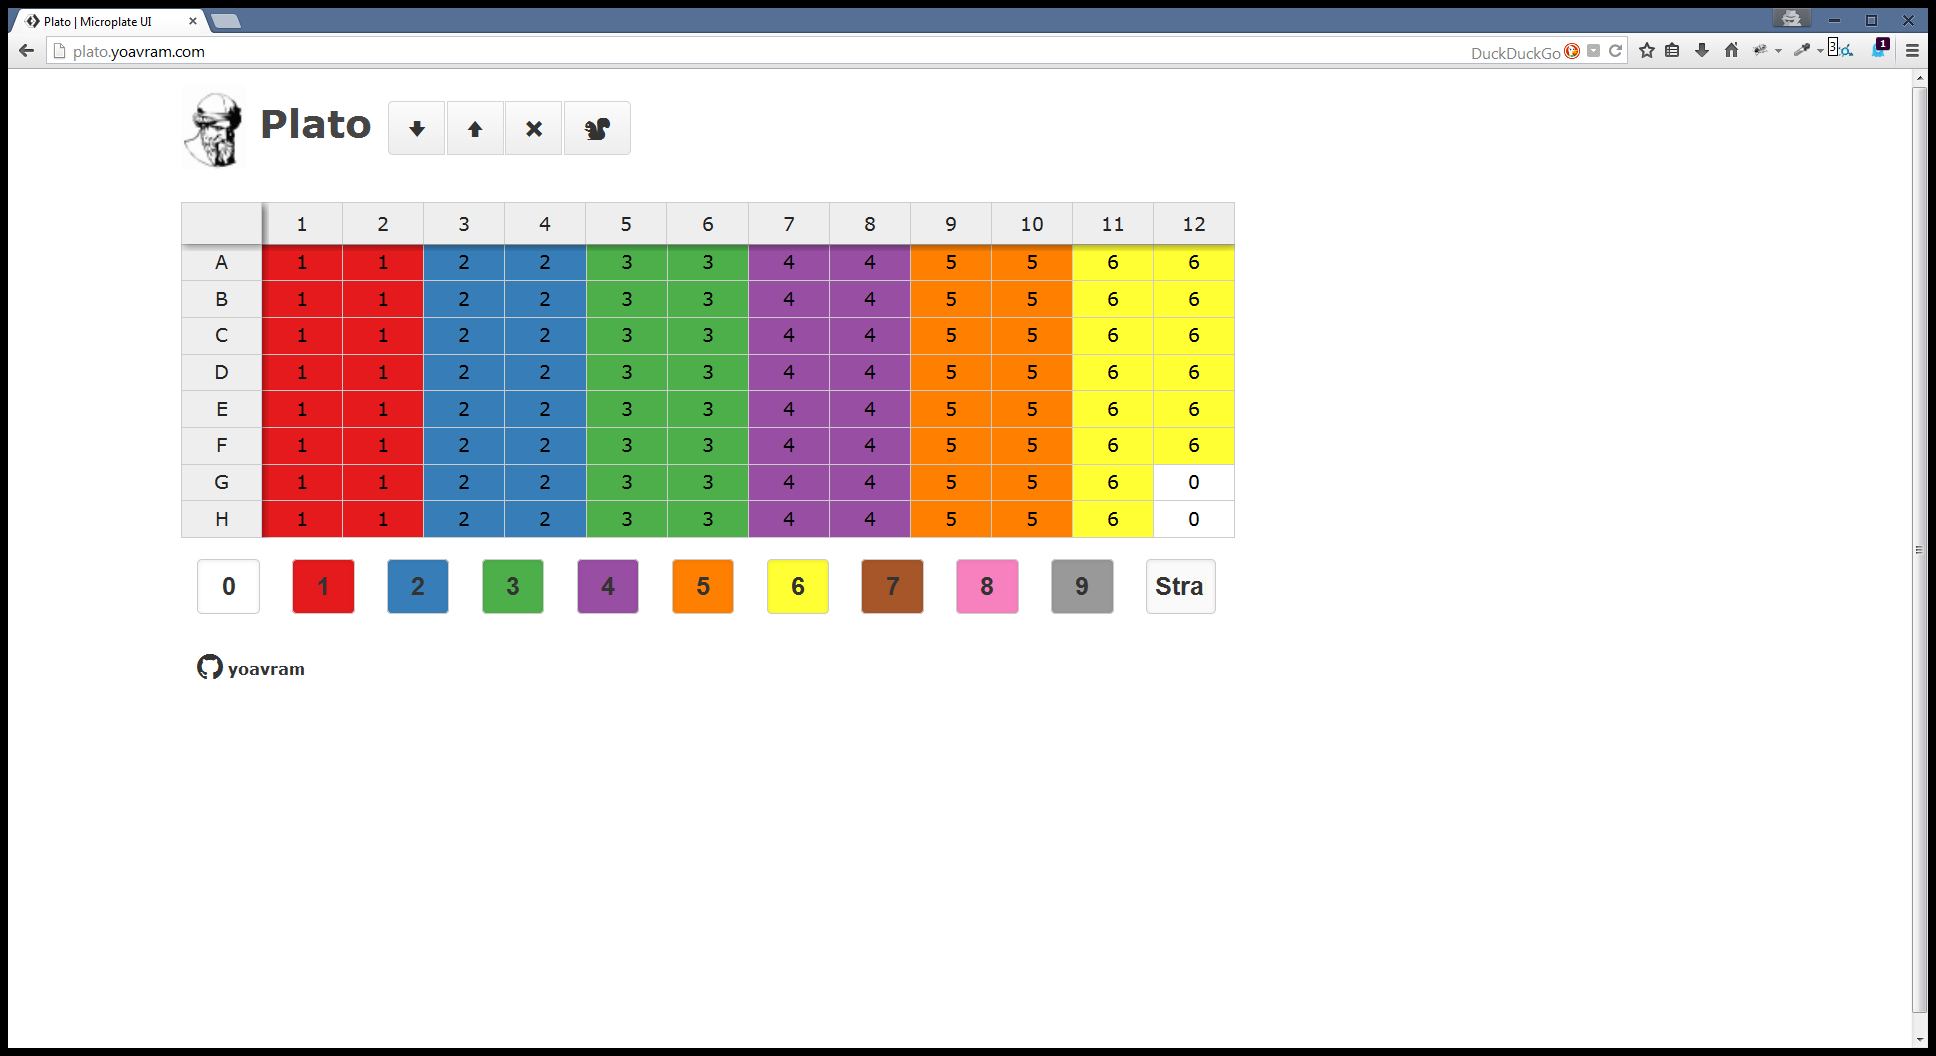 Plato | Microplate UI
plato.yoavram.com DuckDuckGo 3 1
Plato
1 2 3 4 5 6 7 8 9 10 11 12
A 1 1 2 2 3 3 4 4 5 5 6 6
B 1 1 2 2 3 3 4 4 5 5 6 6
C 1 1 2 2 3 3 4 4 5 5 6 6
D 1 1 2 2 3 3 4 4 5 5 6 6
E 1 1 2 2 3 3 4 4 5 5 6 6
F 1 1 2 2 3 3 4 4 5 5 6 6
G 1 1 2 2 3 3 4 4 5 5 6 0
H 1 1 2 2 3 3 4 4 5 5 6 0
0 1 2 3 4 5 6 7 8 9 Stra
yoavram